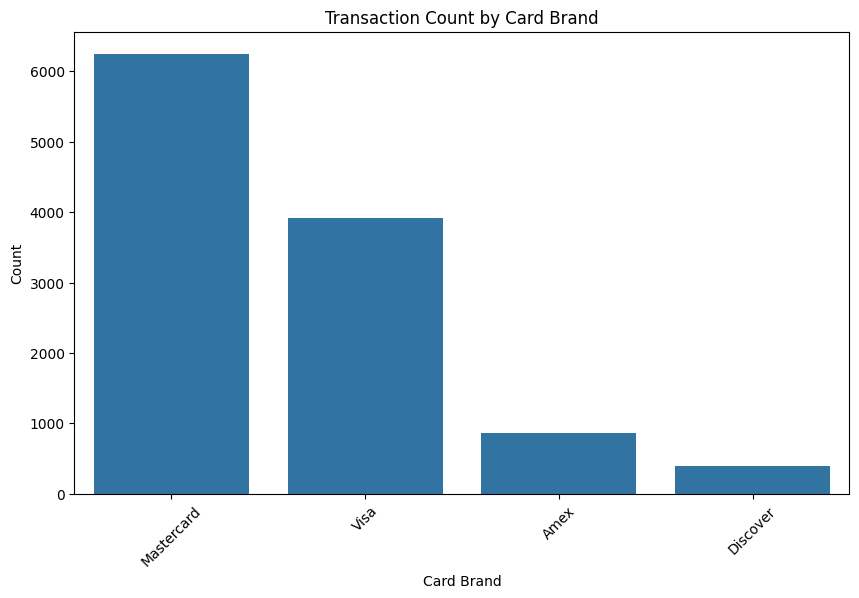 Transaction Count by Card Brand
Count
6000
5000
4000
3000
2000
1000
0
Mastercard
Visa
Amex
Discover
Card Brand